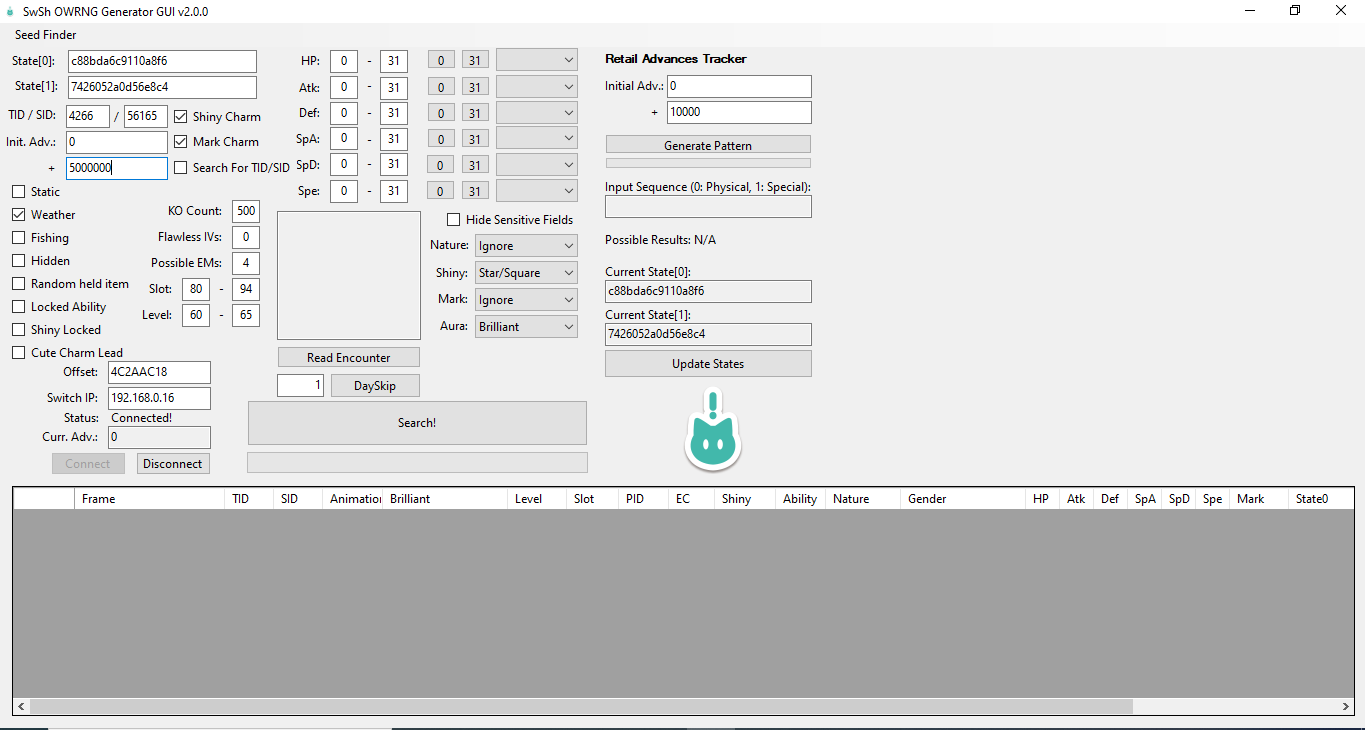 SwSh OWRNG Generator GUI v2.0.0
Seed Finder
State[0]: c88bda6c9110a8f6
State[1]: 7426052a0d56e8c4
TID / SID: 4266 / 56165 Shiny Charm
Init. Adv.: 0 Mark Charm
+ 5000000 Search For TID/SID
Static
Weather
Fishing
Hidden
Random held item
Locked Ability
Shiny Locked
Cute Charm Lead
KO Count: 500
Flawless IVs: 0
Possible EMs: 4
Slot: 80 - 94
Level: 60 - 65
Offset: 4C2AAC18
Switch IP: 192.168.0.16
Status: Connected!
Curr. Adv.: 0
Connect Disconnect
HP: 0 - 31 0 31
Atk: 0 - 31 0 31
Def: 0 - 31 0 31
SpA: 0 - 31 0 31
SpD: 0 - 31 0 31
Spe: 0 - 31 0 31
Hide Sensitive Fields
Nature: Ignore
Shiny: Star/Square
Mark: Ignore
Aura: Brilliant
Read Encounter
1 DaySkip
Search!
Retail Advances Tracker
Initial Adv.: 0
+ 10000
Generate Pattern
Input Sequence (0: Physical, 1: Special):
Possible Results: N/A
Current State[0]:
c88bda6c9110a8f6
Current State[1]:
7426052a0d56e8c4
Update States
Frame TID SID Animation Brilliant Level Slot PID EC Shiny Ability Nature Gender HP Atk Def SpA SpD Spe Mark State0